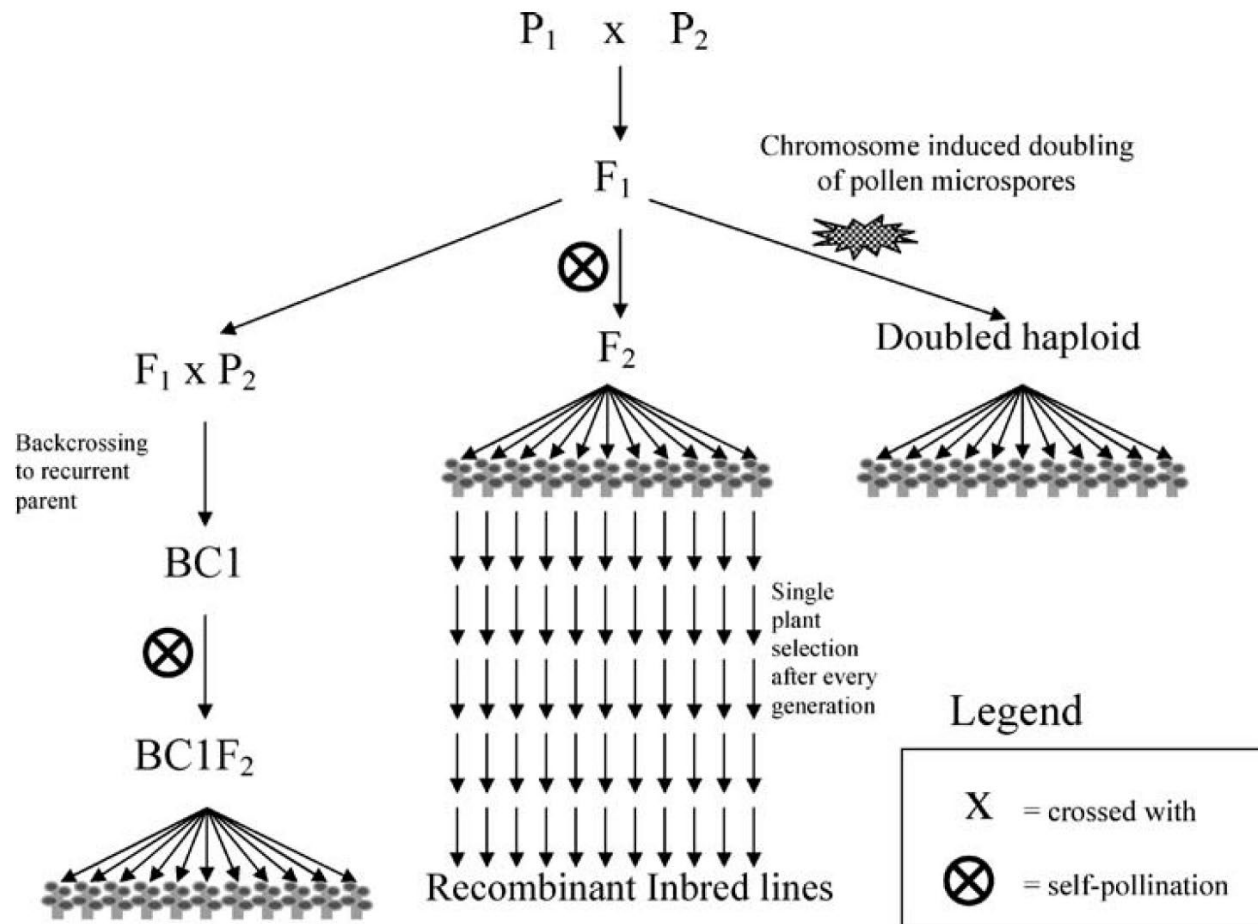 P₁ x P₂
F₁
Chromosome induced doubling
of pollen microspores
F₁ x P₂
F₂
Doubled haploid
Backcrossing
to recurrent
parent
BC1
BC1F₂
Single
plant
selection
after every
generation
Recombinant Inbred lines
Legend
X = crossed with
⊗ = self-pollination